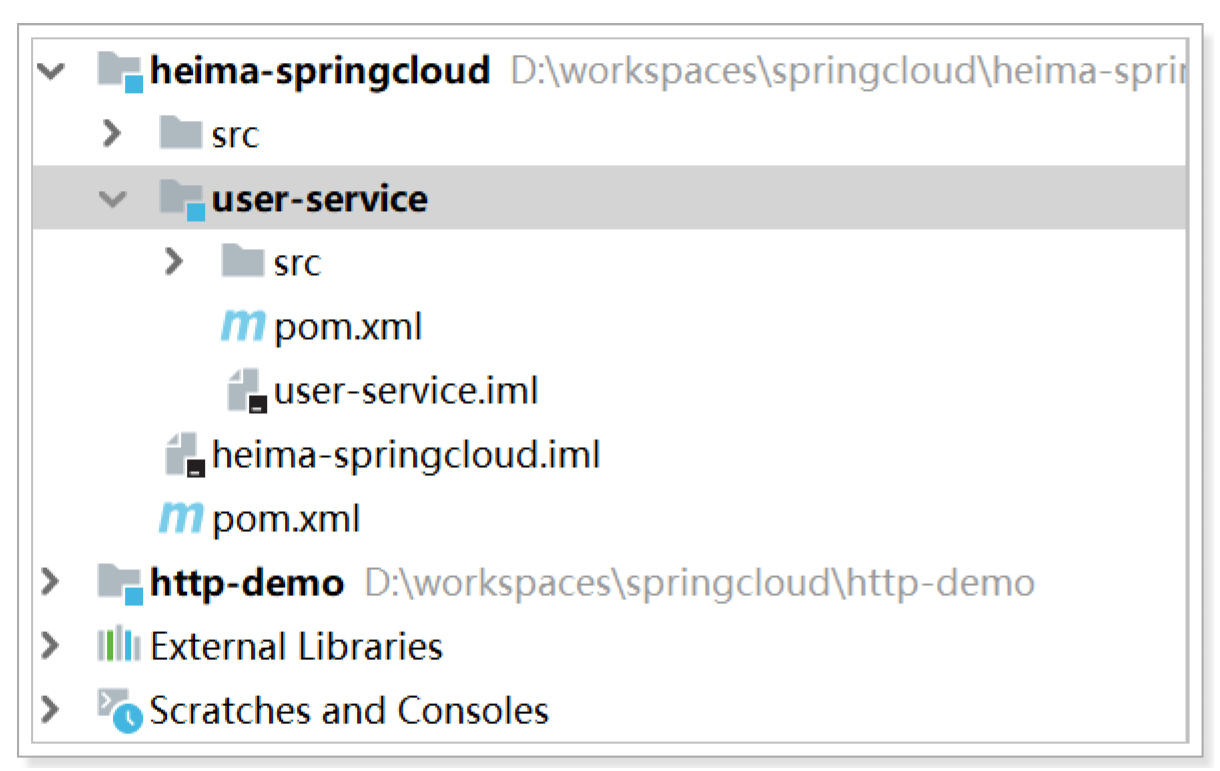 heima-springcloud D:\workspaces\springcloud\heima-sprin
src
user-service
src
pom.xml
user-service.iml
heima-springcloud.iml
pom.xml
http-demo D:\workspaces\springcloud\http-demo
External Libraries
Scratches and Consoles